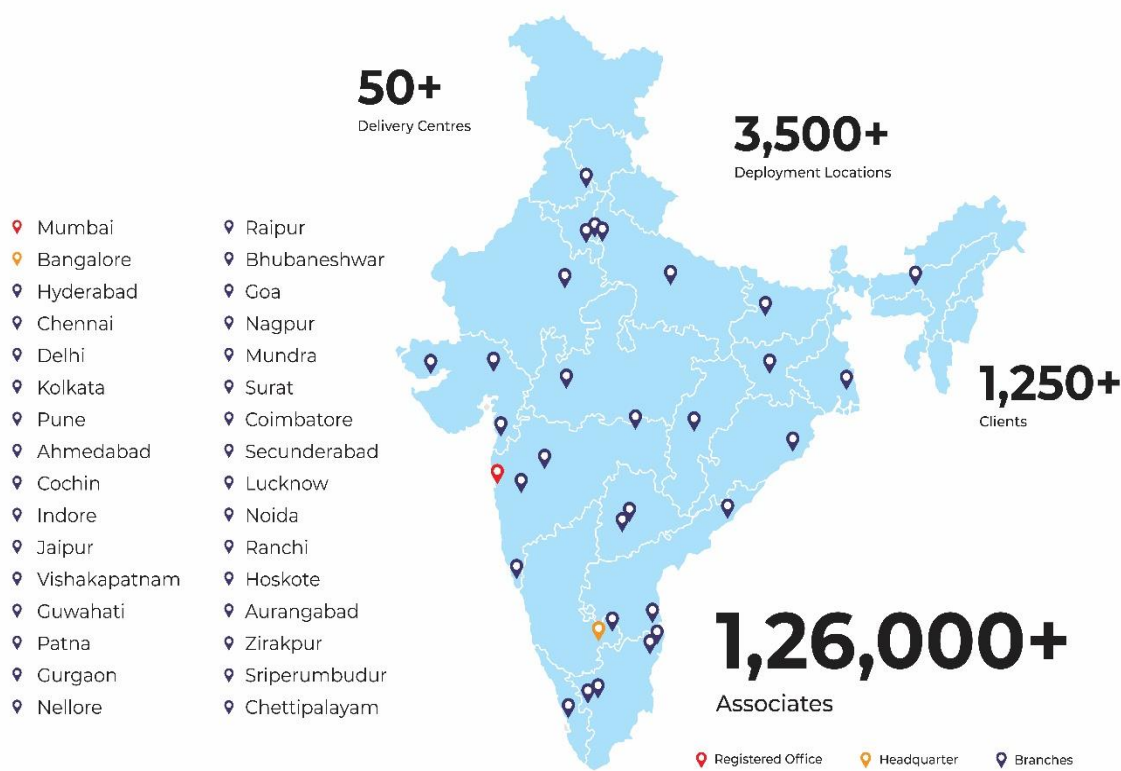 50+
Delivery Centres
3,500+
Deployment Locations
Mumbai
Bangalore
Hyderabad
Chennai
Delhi
Kolkata
Pune
Ahmedabad
Cochin
Indore
Jaipur
Vishakapatnam
Guwahati
Patna
Gurgaon
Nellore
Raipur
Bhubaneshwar
Goa
Nagpur
Mundra
Surat
Coimbatore
Secunderabad
Lucknow
Noida
Ranchi
Hoskote
Aurangabad
Zirakpur
Sriperumbudur
Chettipalayam
1,250+
Clients
1,26,000+
Associates
Registered Office
Headquarter
Branches